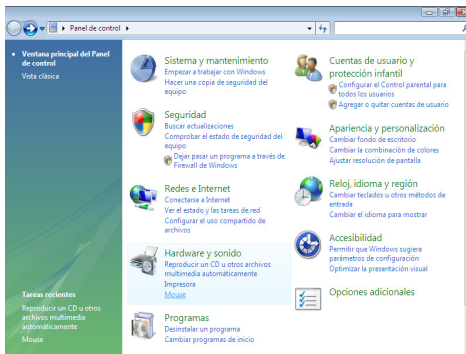 Panel de control
Ventana principal del Panel
de control
Vista clásica
Sistema y mantenimiento
Empezar a trabajar con Windows
Hacer una copia de seguridad del
equipo
Seguridad
Buscar actualizaciones
Comprobar el estado de seguridad del
equipo
Dejar pasar un programa a través de
Firewall de Windows
Redes e Internet
Conectarse a Internet
Ver el estado y las tareas de red
Configurar el uso compartido de
archivos
Hardware y sonido
Reproducir un CD u otros archivos
multimedia automáticamente
Impresora
Mouse
Programas
Desinstalar un programa
Cambiar programas de inicio
Cuentas de usuario y
protección infantil
Configurar el Control parental para
todos los usuarios
Agregar o quitar cuentas de usuario
Apariencia y personalización
Cambiar fondo de escritorio
Cambiar la combinación de colores
Ajustar resolución de pantalla
Reloj, idioma y región
Cambiar teclados u otros métodos de
entrada
Cambiar el idioma para mostrar
Accesibilidad
Permitir que Windows sugiera
parámetros de configuración
Optimizar la presentación visual
Opciones adicionales
Tareas recientes
Reproducir un CD u otros
archivos multimedia
automáticamente
Mouse